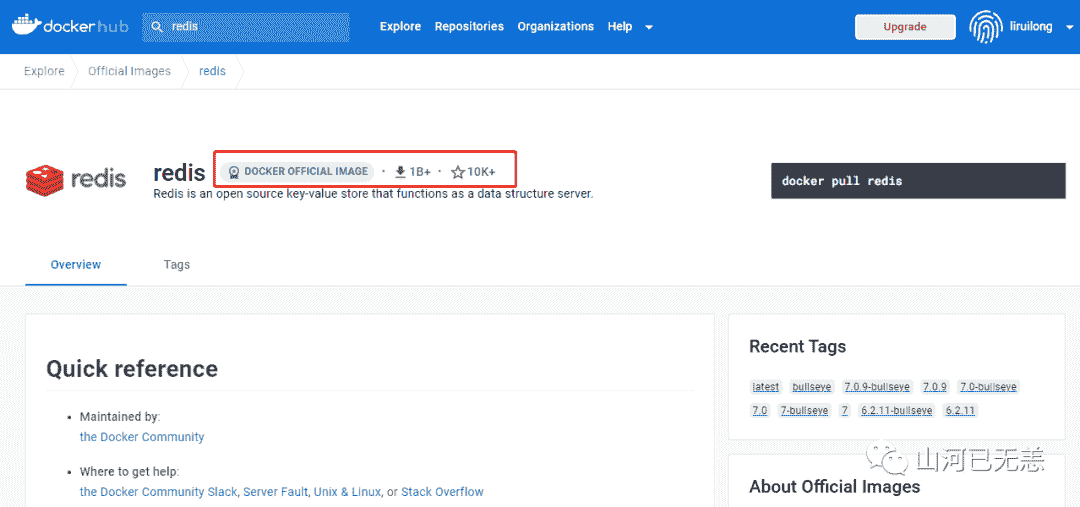 dockerhub redis Explore Repositories Organizations Help Upgrade liruilong
Explore Official Images redis
redis redis DOCKER OFFICIAL IMAGE · 1B+ · 10K+
Redis is an open source key-value store that functions as a data structure server.
docker pull redis
Overview Tags
Quick reference
• Maintained by:
the Docker Community
• Where to get help:
the Docker Community Slack, Server Fault, Unix & Linux, or Stack Overflow
Recent Tags
latest bullseye 7.0.9-bullseye 7.0.9 7.0-bullseye
7.0 7-bullseye 7 6.2.11-bullseye 6.2.11
About Official Images
山河已无恙